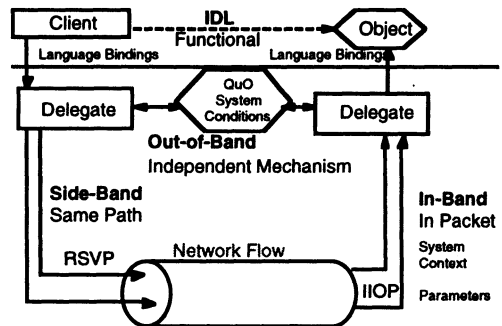 Client
IDL
Functional
Object
Language Bindings
Language Bindings
Delegate
QuO
System
Conditions
Delegate
Out-of-Band
Independent Mechanism
Side-Band
Same Path
In-Band
In Packet
RSVP
Network Flow
System
Context
IIOP
Parameters